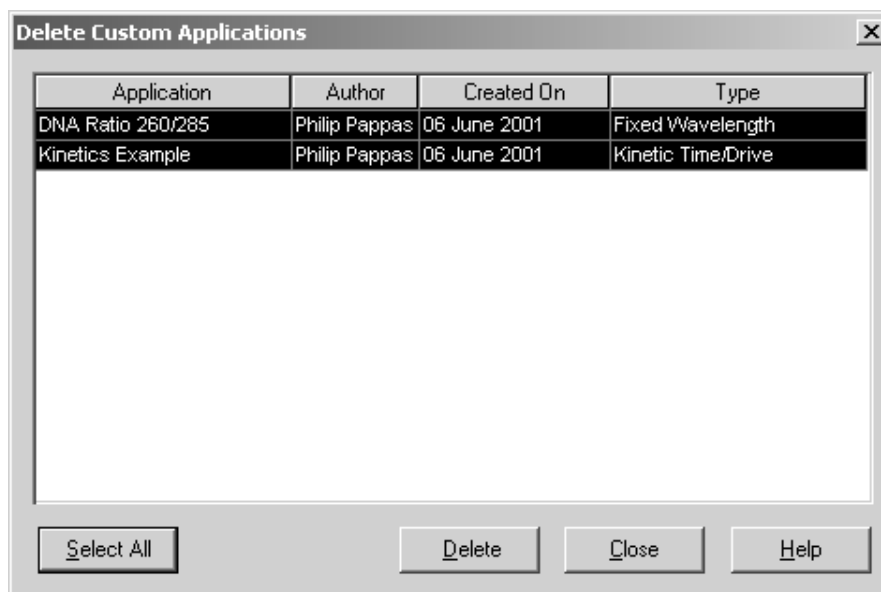 Delete Custom Applications
Application Author Created On Type
DNA Ratio 260/285 Philip Pappas 06 June 2001 Fixed Wavelength
Kinetics Example Philip Pappas 06 June 2001 Kinetic Time/Drive
Select All Delete Close Help